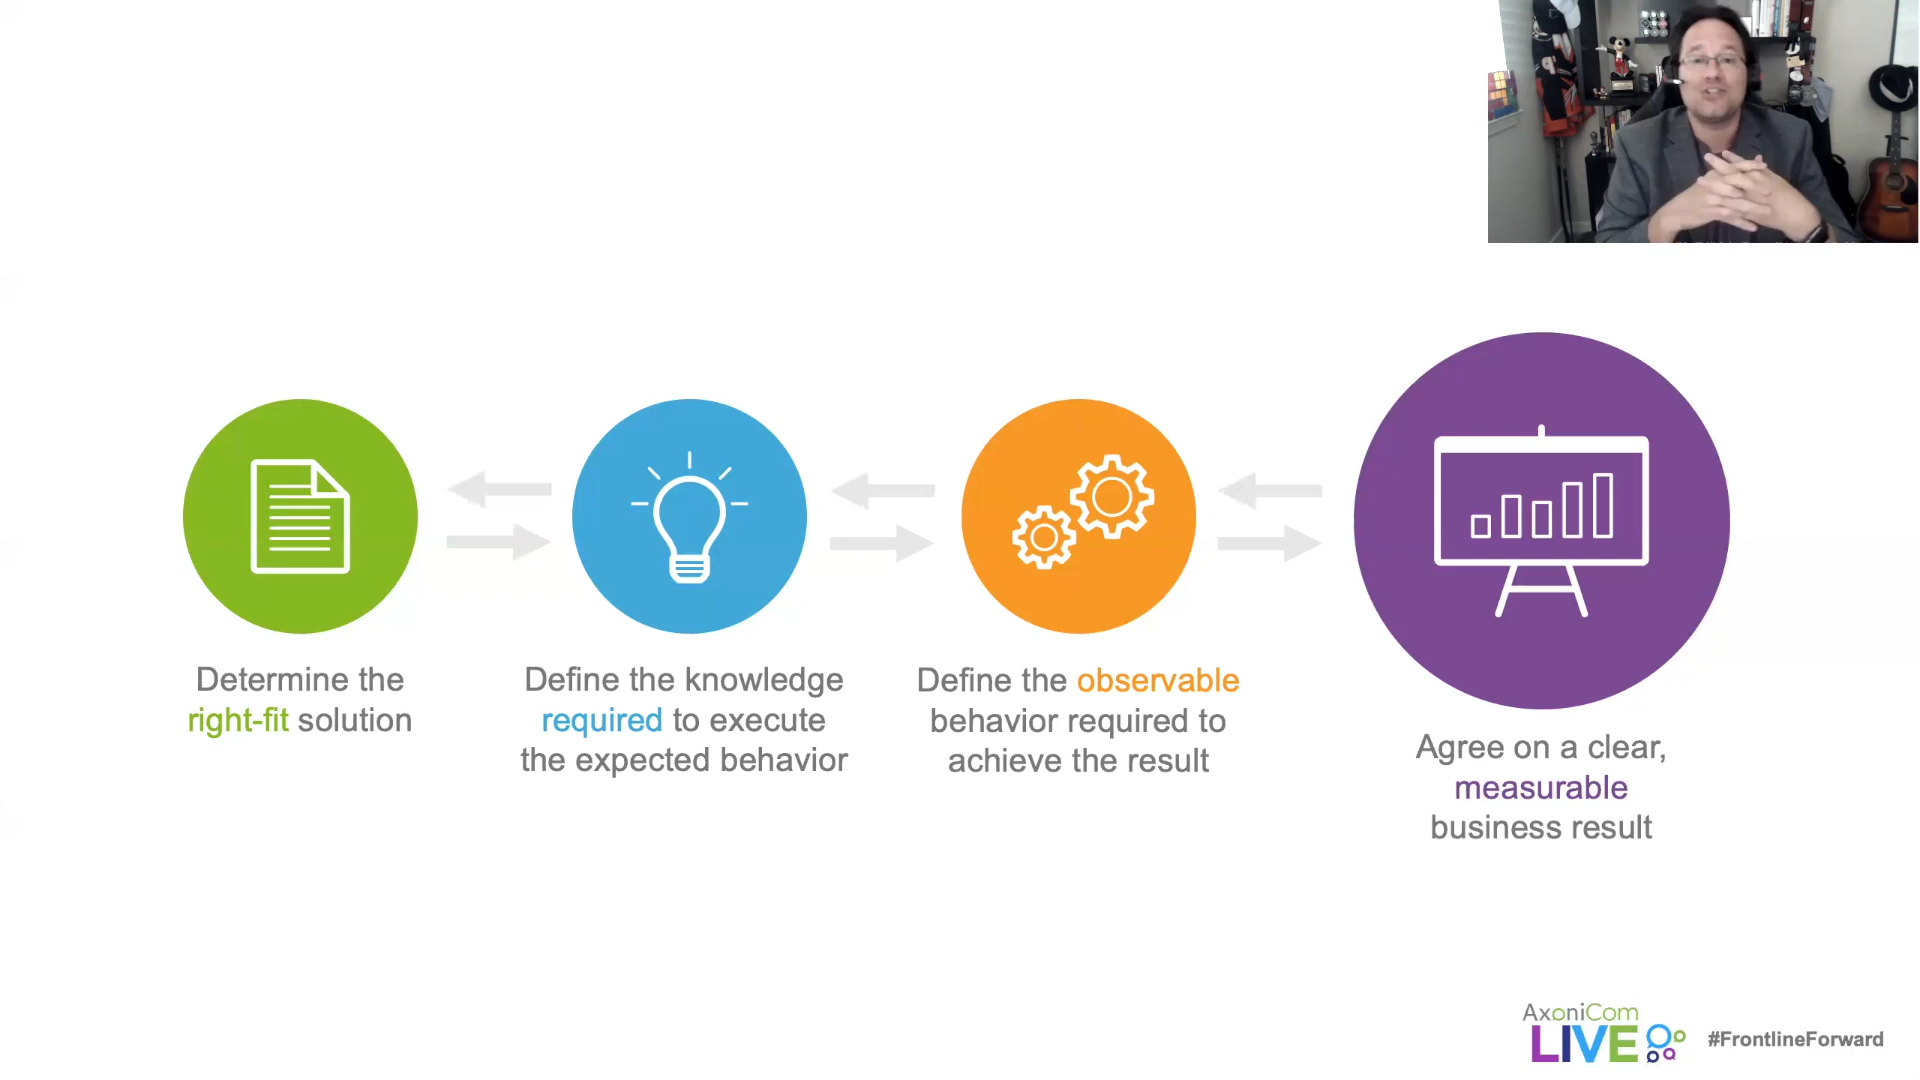 Determine the
right-fit solution
Define the knowledge
required to execute
the expected behavior
Define the observable
behavior required to
achieve the result
Agree on a clear,
measurable
business result
AxoniCom
LIVE
#FrontlineForward